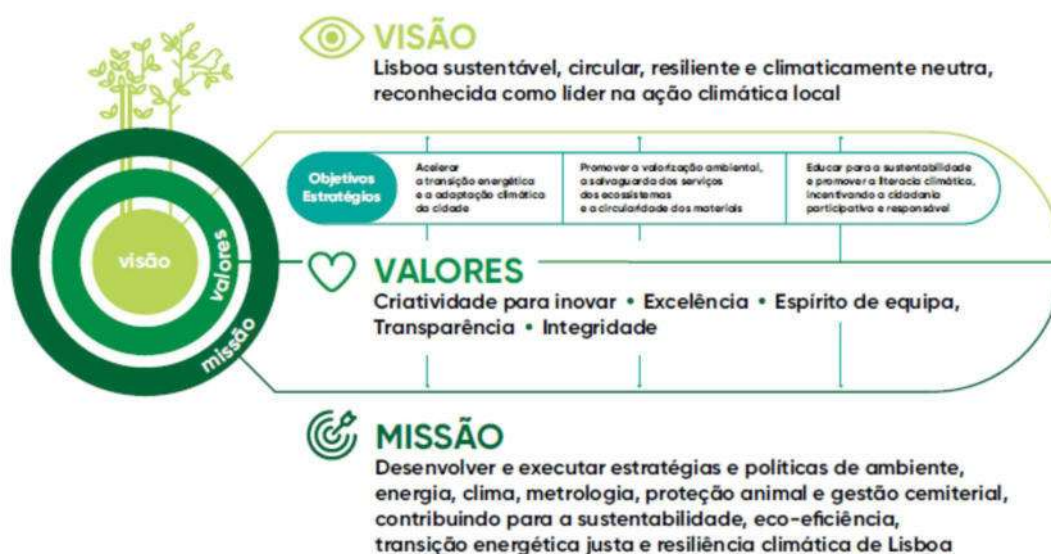 VISÃO
Lisboa sustentável, circular, resiliente e climaticamente neutra,
reconhecida como líder na ação climática local
Objetivos
Estratégios
Acelerar
a transição energética
e a adaptação climática
da cidade
Promover a valorização ambiental,
a salvaguarda dos serviços
dos ecossistemas
e a circularidade dos materiais
Educar para a sustentabilidade
e promover a literacia climática,
incentivando a cidadania
participativa e responsável
visão
valores
missão
VALORES
Criatividade para inovar • Excelência • Espírito de equipa,
Transparência • Integridade
MISSÃO
Desenvolver e executar estratégias e políticas de ambiente,
energia, clima, metrologia, proteção animal e gestão cemiterial,
contribuindo para a sustentabilidade, eco-eficiência,
transição energética justa e resiliência climática de Lisboa